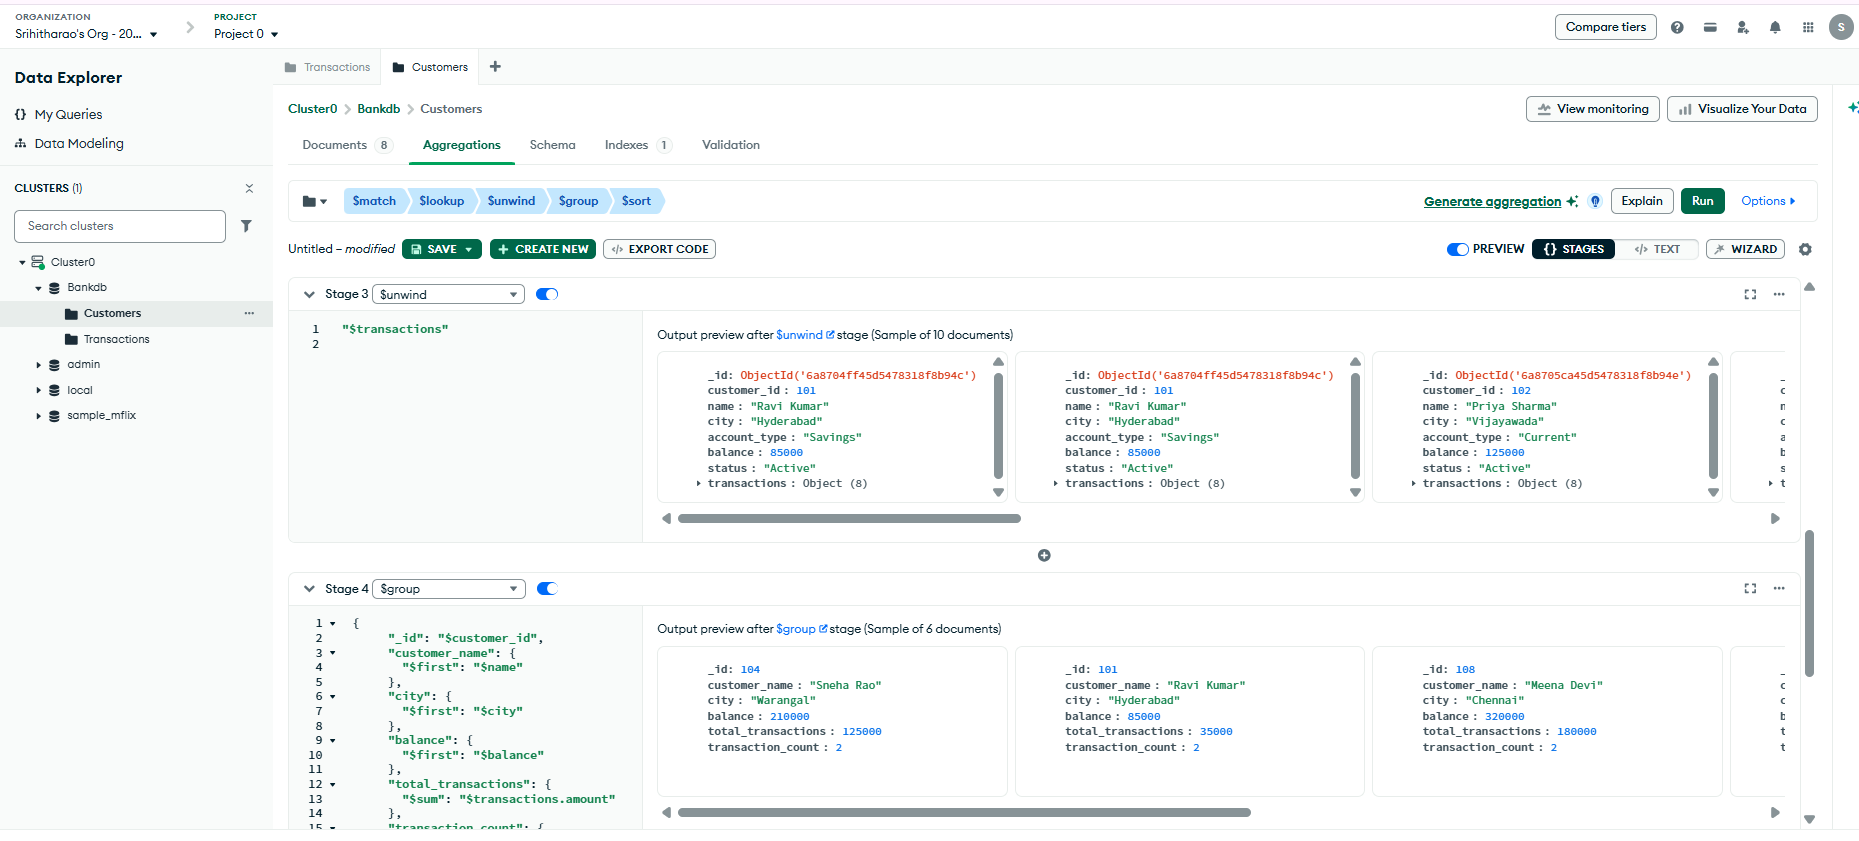 ORGANIZATION
Srihitharao's Org - 20...
PROJECT
Project 0
Compare tiers
S
Data Explorer
My Queries
Data Modeling
CLUSTERS (1)
Search clusters
Cluster0
Bankdb
Customers
Transactions
admin
local
sample_mflix
Transactions
Customers
Cluster0 > Bankdb > Customers
View monitoring
Visualize Your Data
Documents 8
Aggregations
Schema
Indexes 1
Validation
$match
$lookup
$unwind
$group
$sort
Generate aggregation
Explain
Run
Options
Untitled – modified
SAVE
CREATE NEW
</> EXPORT CODE
PREVIEW
{} STAGES
</> TEXT
WIZARD
Stage 3 $unwind
1 "$transactions"
2
Output preview after $unwind stage (Sample of 10 documents)
_id: ObjectId('6a8704ff45d5478318f8b94c')
customer_id : 101
name : "Ravi Kumar"
city : "Hyderabad"
account_type : "Savings"
balance : 85000
status : "Active"
transactions : Object (8)
_id: ObjectId('6a8704ff45d5478318f8b94c')
customer_id : 101
name : "Ravi Kumar"
city : "Hyderabad"
account_type : "Savings"
balance : 85000
status : "Active"
transactions : Object (8)
_id: ObjectId('6a8705ca45d5478318f8b94e')
customer_id : 102
name : "Priya Sharma"
city : "Vijayawada"
account_type : "Current"
balance : 125000
status : "Active"
transactions : Object (8)
Stage 4 $group
1 {
2 "_id": "$customer_id",
3 "customer_name": {
4 "$first": "$name"
5 },
6 "city": {
7 "$first": "$city"
8 },
9 "balance": {
10 "$first": "$balance"
11 },
12 "total_transactions": {
13 "$sum": "$transactions.amount"
14 },
15 "transaction_count": {
Output preview after $group stage (Sample of 6 documents)
_id: 104
customer_name : "Sneha Rao"
city : "Warangal"
balance : 210000
total_transactions : 125000
transaction_count : 2
_id: 101
customer_name : "Ravi Kumar"
city : "Hyderabad"
balance : 85000
total_transactions : 35000
transaction_count : 2
_id: 108
customer_name : "Meena Devi"
city : "Chennai"
balance : 320000
total_transactions : 180000
transaction_count : 2